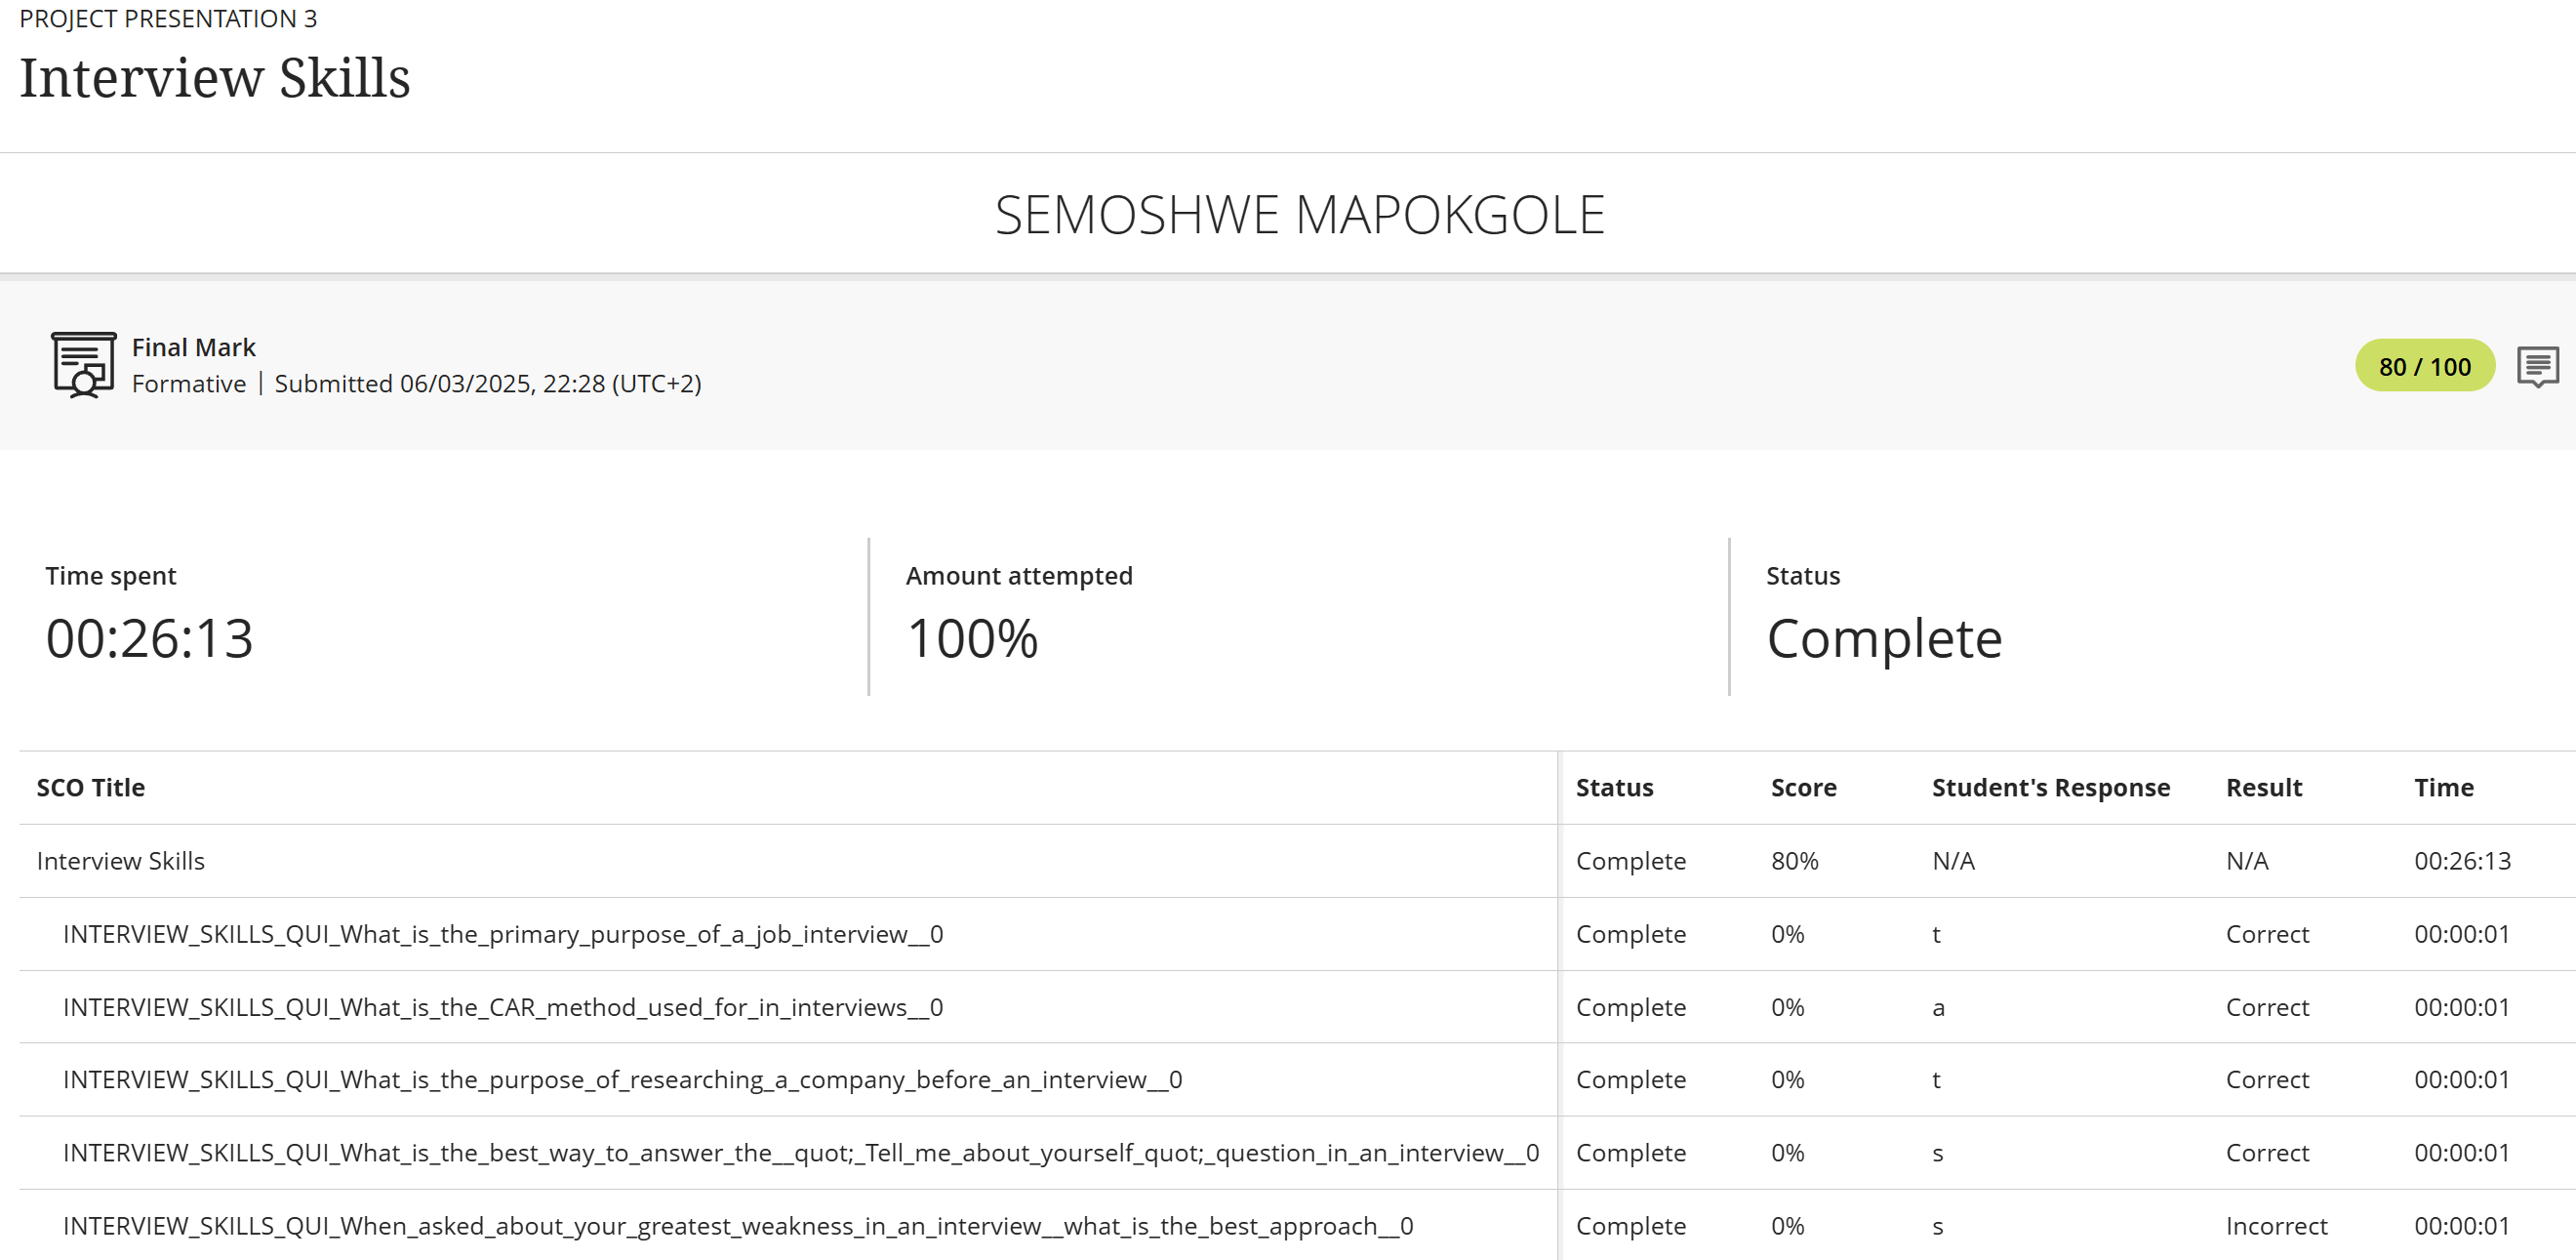 PROJECT PRESENTATION 3
Interview Skills
SEMOSHWE MAPOKGOLE
Final Mark
Formative | Submitted 06/03/2025, 22:28 (UTC+2)
80 / 100
Time spent
00:26:13
Amount attempted
100%
Status
Complete
SCO Title Status Score Student's Response Result Time
Interview Skills Complete 80% N/A N/A 00:26:13
INTERVIEW_SKILLS_QUI_What_is_the_primary_purpose_of_a_job_interview__0 Complete 0% t Correct 00:00:01
INTERVIEW_SKILLS_QUI_What_is_the_CAR_method_used_for_in_interviews__0 Complete 0% a Correct 00:00:01
INTERVIEW_SKILLS_QUI_What_is_the_purpose_of_researching_a_company_before_an_interview__0 Complete 0% t Correct 00:00:01
INTERVIEW_SKILLS_QUI_What_is_the_best_way_to_answer_the__quot;_Tell_me_about_yourself_quot;_question_in_an_interview__0 Complete 0% s Correct 00:00:01
INTERVIEW_SKILLS_QUI_When_asked_about_your_greatest_weakness_in_an_interview__what_is_the_best_approach__0 Complete 0% s Incorrect 00:00:01